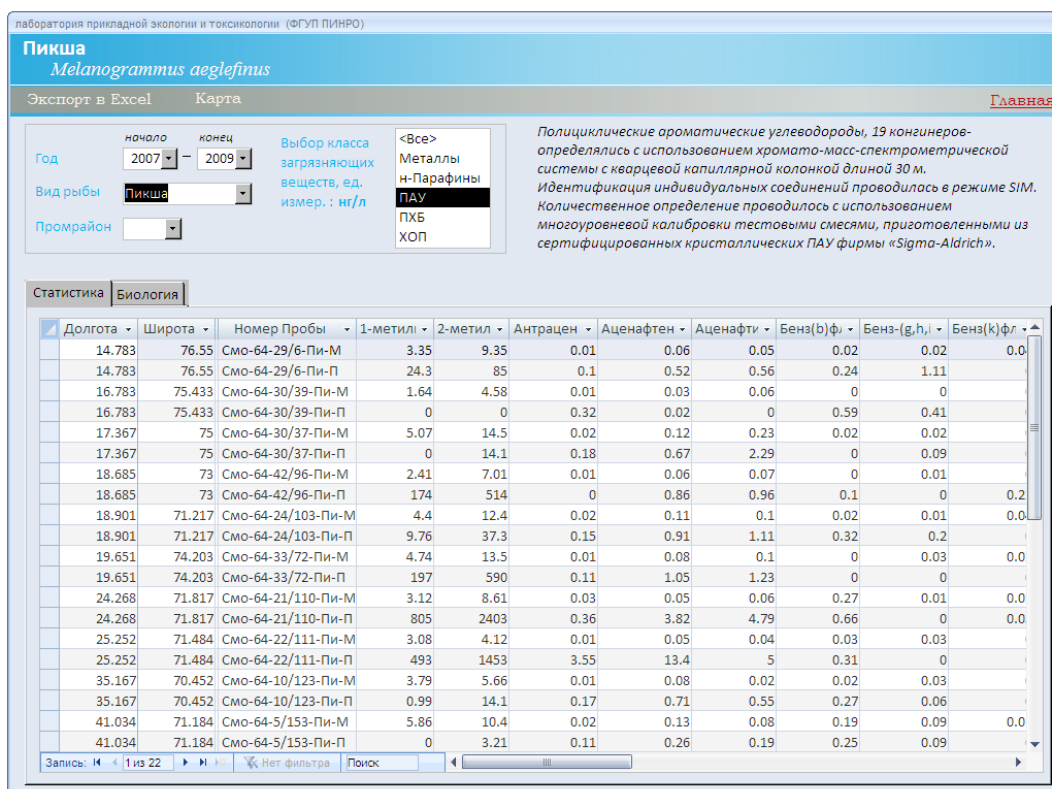 лаборатория прикладной экологии и токсикологии (ФГУП ПИНРО)
Пикша
Melanogrammus aeglefinus
Экспорт в Excel Карта Главная
начало конец
Год 2007 – 2009
Вид рыбы Пикша
Промрайон
Выбор класса
загрязняющих
веществ, ед.
измер. : нг/л
<Все>
Металлы
н-Парафины
ПАУ
ПХБ
ХОП
Полициклические ароматические углеводороды, 19 конгинеров-
определялись с использованием хромато-масс-спектрометрической
системы с кварцевой капиллярной колонкой длиной 30 м.
Идентификация индивидуальных соединений проводилась в режиме SIM.
Количественное определение проводилось с использованием
многоуровневой калибровки тестовыми смесями, приготовленными из
сертифицированных кристаллических ПАУ фирмы «Sigma-Aldrich».
Статистика Биология
Долгота Широта Номер Пробы 1-метил 2-метил Антрацен Аценафтен Аценафти Бенз(b)ф Бенз-(g,h,i Бенз(k)фл
14.783 76.55 Смо-64-29/6-Пи-М 3.35 9.35 0.01 0.06 0.05 0.02 0.02 0.0
14.783 76.55 Смо-64-29/6-Пи-П 24.3 85 0.1 0.52 0.56 0.24 1.11
16.783 75.433 Смо-64-30/39-Пи-М 1.64 4.58 0.01 0.03 0.06 0 0
16.783 75.433 Смо-64-30/39-Пи-П 0 0 0.32 0.02 0 0.59 0.41
17.367 75 Смо-64-30/37-Пи-М 5.07 14.5 0.02 0.12 0.23 0.02 0.02
17.367 75 Смо-64-30/37-Пи-П 0 14.1 0.18 0.67 2.29 0 0.09
18.685 73 Смо-64-42/96-Пи-М 2.41 7.01 0.01 0.06 0.07 0 0.01
18.685 73 Смо-64-42/96-Пи-П 174 514 0 0.86 0.96 0.1 0 0.2
18.901 71.217 Смо-64-24/103-Пи-М 4.4 12.4 0.02 0.11 0.1 0.02 0.01 0.0
18.901 71.217 Смо-64-24/103-Пи-П 9.76 37.3 0.15 0.91 1.11 0.32 0.2
19.651 74.203 Смо-64-33/72-Пи-М 4.74 13.5 0.01 0.08 0.1 0 0.03 0.0
19.651 74.203 Смо-64-33/72-Пи-П 197 590 0.11 1.05 1.23 0 0
24.268 71.817 Смо-64-21/110-Пи-М 3.12 8.61 0.03 0.05 0.06 0.27 0.01 0.0
24.268 71.817 Смо-64-21/110-Пи-П 805 2403 0.36 3.82 4.79 0.66 0 0.0
25.252 71.484 Смо-64-22/111-Пи-М 3.08 4.12 0.01 0.05 0.04 0.03 0.03
25.252 71.484 Смо-64-22/111-Пи-П 493 1453 3.55 13.4 5 0.31 0
35.167 70.452 Смо-64-10/123-Пи-М 3.79 5.66 0.01 0.08 0.02 0.02 0.03
35.167 70.452 Смо-64-10/123-Пи-П 0.99 14.1 0.17 0.71 0.55 0.27 0.06
41.034 71.184 Смо-64-5/153-Пи-М 5.86 10.4 0.02 0.13 0.08 0.19 0.09 0.0
41.034 71.184 Смо-64-5/153-Пи-П 0 3.21 0.11 0.26 0.19 0.25 0.09
Запись: 1 из 22 Нет фильтра Поиск